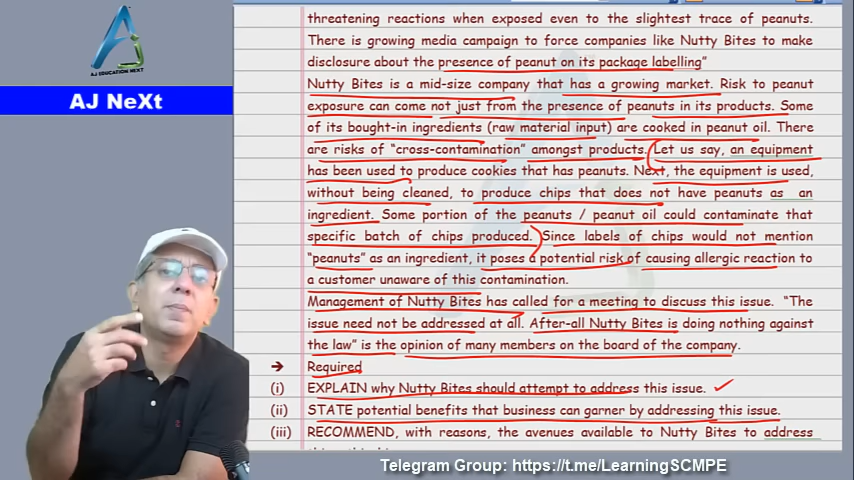 threatening reactions when exposed even to the slightest trace of peanuts.
There is growing media campaign to force companies like Nutty Bites to make
disclosure about the presence of peanut on its package labelling"
Nutty Bites is a mid-size company that has a growing market. Risk to peanut
exposure can come not just from the presence of peanuts in its products. Some
of its bought-in ingredients (raw material input) are cooked in peanut oil. There
are risks of "cross-contamination" amongst products. Let us say, an equipment
has been used to produce cookies that has peanuts. Next, the equipment is used,
without being cleaned, to produce chips that does not have peanuts as an
ingredient. Some portion of the peanuts / peanut oil could contaminate that
specific batch of chips produced. Since labels of chips would not mention
"peanuts" as an ingredient, it poses a potential risk of causing allergic reaction to
a customer unaware of this contamination.
Management of Nutty Bites has called for a meeting to discuss this issue. "The
issue need not be addressed at all. After-all Nutty Bites is doing nothing against
the law" is the opinion of many members on the board of the company.
➔ Required
(i) EXPLAIN why Nutty Bites should attempt to address this issue.
(ii) STATE potential benefits that business can garner by addressing this issue.
(iii) RECOMMEND, with reasons, the avenues available to Nutty Bites to address
AJ EDUCATION NEXT
AJ NeXt
Telegram Group: https://t.me/LearningSCMPE